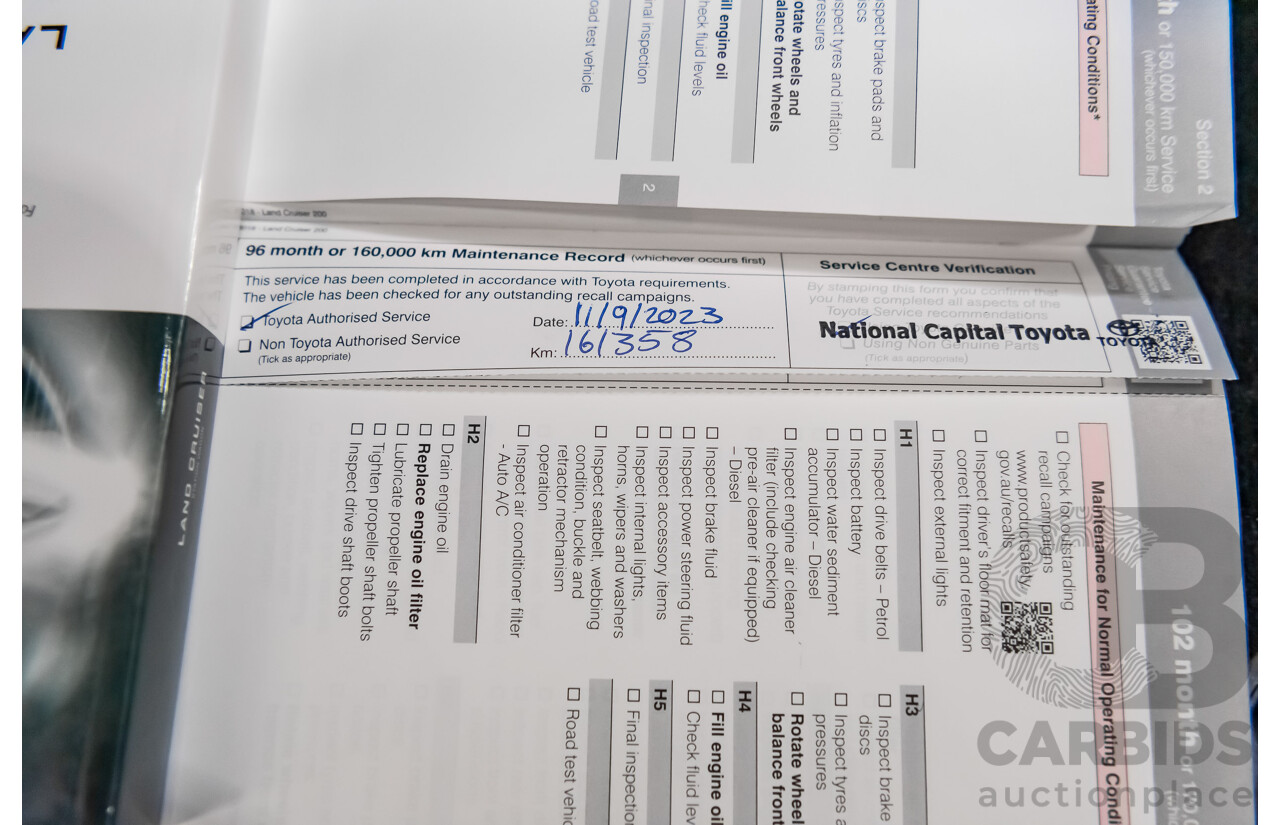 Section 2
or 150,000 km Service
(whichever occurs first)
ating Conditions*
spect brake pads and
discs
spect tyres and inflation
pressures
otate wheels and
balance front wheels
ill engine oil
heck fluid levels
nal inspection
oad test vehicle
2
Land Cruiser 200
96 month or 160,000 km Maintenance Record (whichever occurs first)
This service has been completed in accordance with Toyota requirements.
The vehicle has been checked for any outstanding recall campaigns.
Toyota Authorised Service
Non Toyota Authorised Service
(Tick as appropriate)
Date: 11/9/2023
Km: 161358
Service Centre Verification
By stamping this form you confirm that
you have completed all aspects of the
Toyota Service recommendations
National Capital Toyota
TOYOTA
Using Non Genuine Parts
(Tick as appropriate)
LAND CRUISER
102 month or
Maintenance for Normal Operating Condi
Check for outstanding
recall campaigns
www.productsafety.
gov.au/recalls
Inspect driver's floor mat for
correct fitment and retention
Inspect external lights
H1
Inspect drive belts – Petrol
Inspect battery
Inspect water sediment
accumulator – Diesel
Inspect engine air cleaner
filter (include checking
pre-air cleaner if equipped)
– Diesel
Inspect brake fluid
Inspect power steering fluid
Inspect accessory items
Inspect internal lights,
horns, wipers and washers
Inspect seatbelt, webbing
condition, buckle and
retractor mechanism
operation
Inspect air conditioner filter
- Auto A/C
H2
Drain engine oil
Replace engine oil filter
Lubricate propeller shaft
Tighten propeller shaft bolts
Inspect drive shaft boots
H3
Inspect brake
discs
Inspect tyres a
pressures
Rotate wheel
balance front
H4
Fill engine oil
Check fluid lev
H5
Final inspection
Road test vehic
CB
CARBIDS
auctionplace